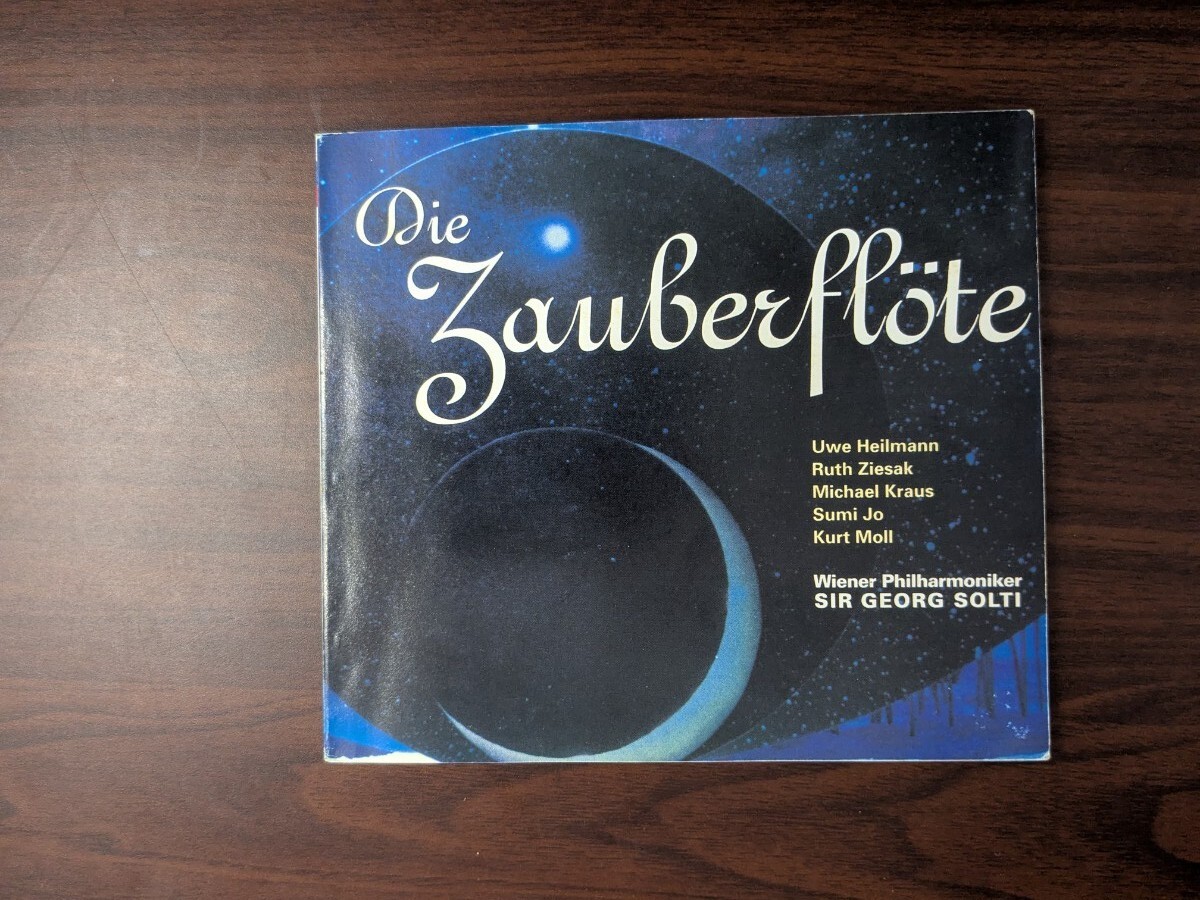 Die
Zauberflöte
Uwe Heilmann
Ruth Ziesak
Michael Kraus
Sumi Jo
Kurt Moll
Wiener Philharmoniker
SIR GEORG SOLTI